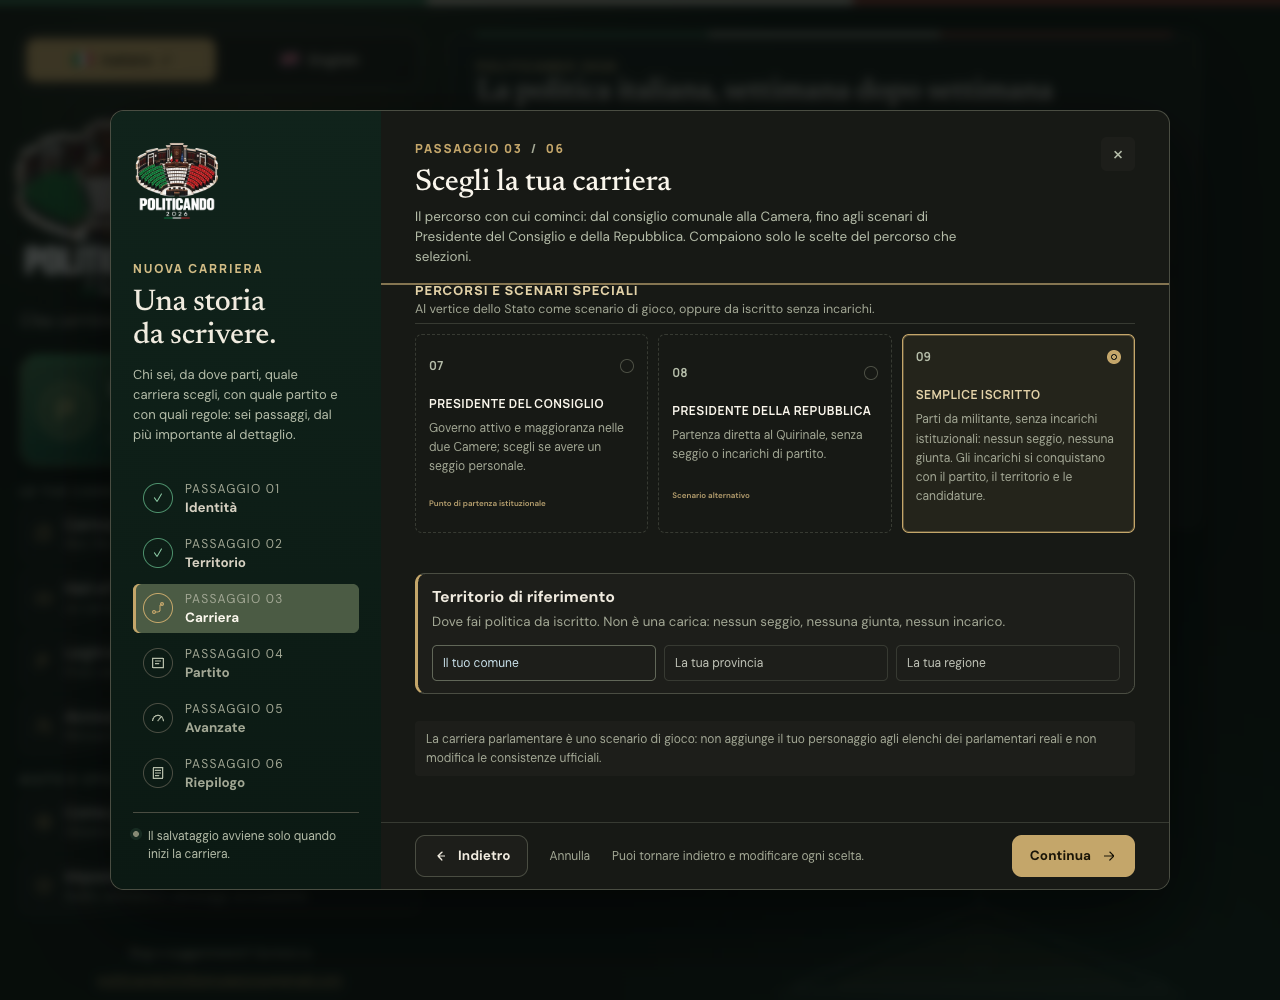 La politica italiana, settimana dopo settimana
POLITICANDO
2026
NUOVA CARRIERA
Una storia
da scrivere.
Chi sei, da dove parti, quale
carriera scegli, con quale partito e
con quali regole: sei passaggi, dal
più importante al dettaglio.
PASSAGGIO 01
Identità
PASSAGGIO 02
Territorio
PASSAGGIO 03
Carriera
PASSAGGIO 04
Partito
PASSAGGIO 05
Avanzate
PASSAGGIO 06
Riepilogo
Il salvataggio avviene solo quando
inizi la carriera.
PASSAGGIO 03 / 06
Scegli la tua carriera
Il percorso con cui cominci: dal consiglio comunale alla Camera, fino agli scenari di
Presidente del Consiglio e della Repubblica. Compaiono solo le scelte del percorso che
selezioni.
PERCORSI E SCENARI SPECIALI
Al vertice dello Stato come scenario di gioco, oppure da iscritto senza incarichi.
07
PRESIDENTE DEL CONSIGLIO
Governo attivo e maggioranza nelle
due Camere; scegli se avere un
seggio personale.
Punto di partenza istituzionale
08
PRESIDENTE DELLA REPUBBLICA
Partenza diretta al Quirinale, senza
seggio o incarichi di partito.
Scenario alternativo
09
SEMPLICE ISCRITTO
Parti da militante, senza incarichi
istituzionali: nessun seggio, nessuna
giunta. Gli incarichi si conquistano
con il partito, il territorio e le
candidature.
Territorio di riferimento
Dove fai politica da iscritto. Non è una carica: nessun seggio, nessuna giunta, nessun incarico.
Il tuo comune
La tua provincia
La tua regione
La carriera parlamentare è uno scenario di gioco: non aggiunge il tuo personaggio agli elenchi dei parlamentari reali e non
modifica le consistenze ufficiali.
Indietro
Annulla
Puoi tornare indietro e modificare ogni scelta.
Continua